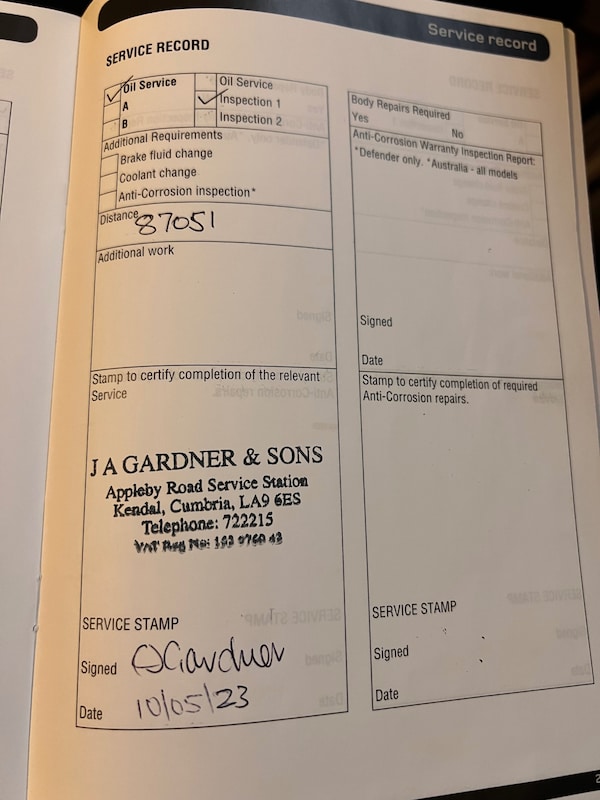 Service record
SERVICE RECORD
Oil Service
A
B
Oil Service
Inspection 1
Inspection 2
Additional Requirements
Brake fluid change
Coolant change
Anti-Corrosion inspection*
Distance 87051
Additional work
Stamp to certify completion of the relevant
Service
J A GARDNER & SONS
Appleby Road Service Station
Kendal, Cumbria, LA9 6ES
Telephone: 722215
VAT Reg No:
SERVICE STAMP
Signed Gardner
Date 10/05/23
Body Repairs Required
Yes No
Anti-Corrosion Warranty Inspection Report:
*Defender only. *Australia - all models
Signed
Date
Stamp to certify completion of required
Anti-Corrosion repairs.
SERVICE STAMP
Signed
Date